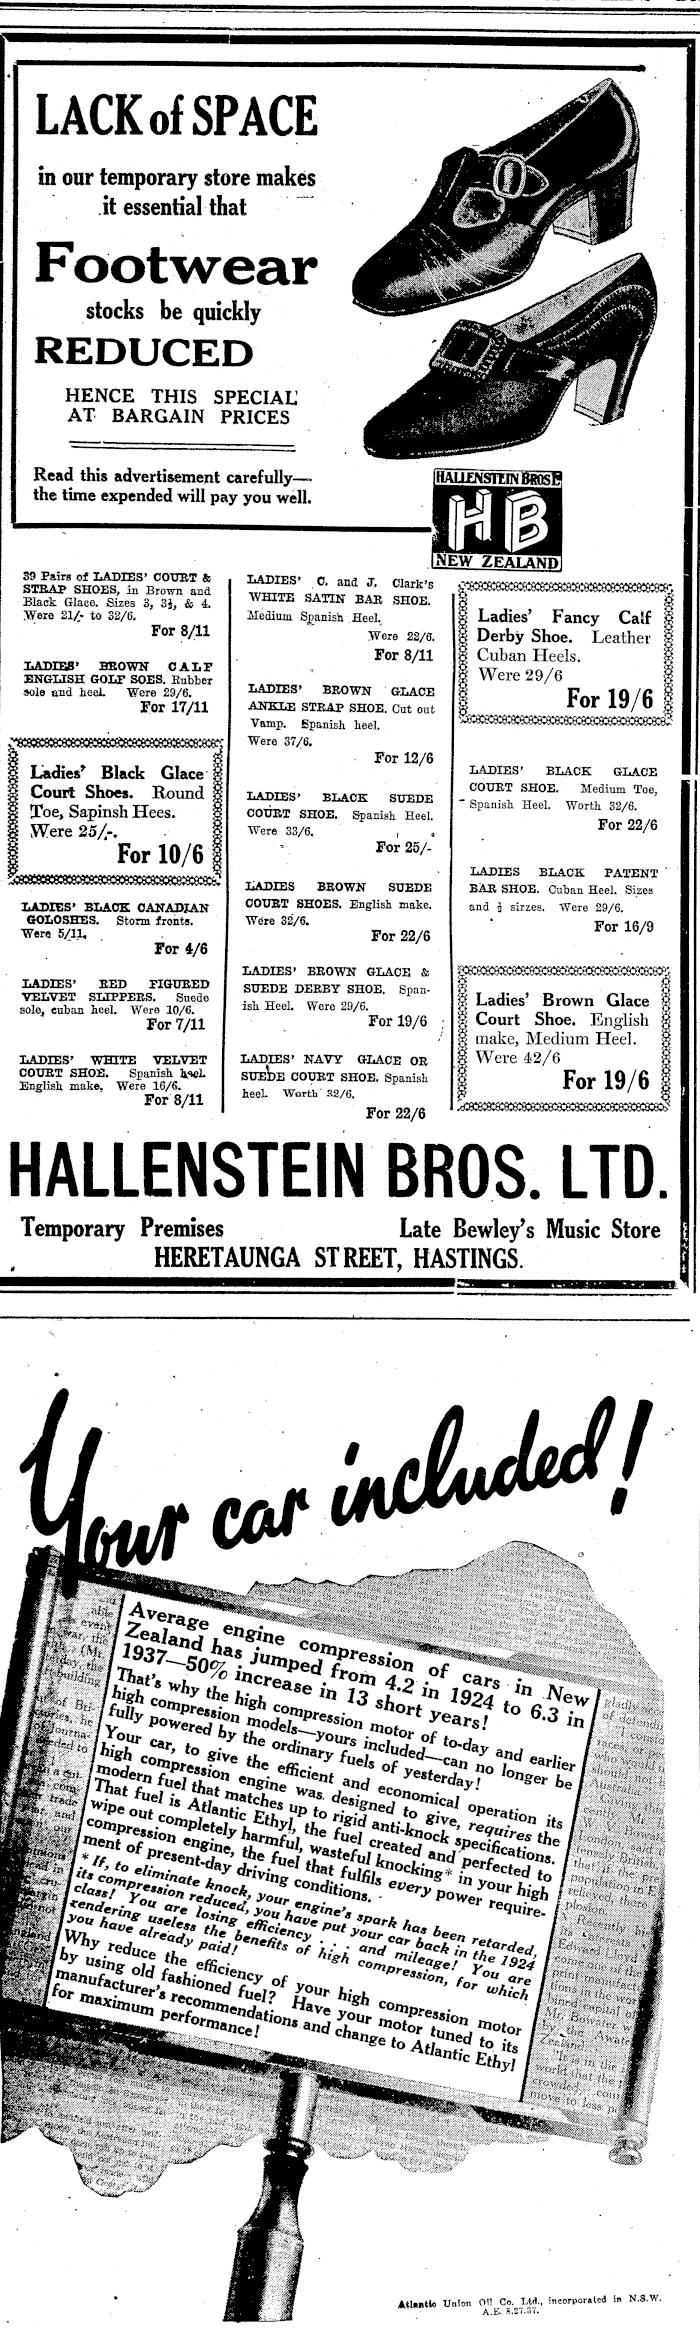 LACK of SPACE
in our temporary store makes
it essential that
Footwear
stocks be quickly
REDUCED
HENCE THIS SPECIAL
AT BARGAIN PRICES
Read this advertisement carefully—
the time expended will pay you well.
HALLENSTEIN BROS LD
HB
NEW ZEALAND
39 Pairs of LADIES' COURT &
STRAP SHOES, in Brown and
Black Glace. Sizes 3, 3½, & 4.
Were 21/- to 32/6.
For 8/11
LADIES' BROWN CALF
ENGLISH GOLF SOES. Rubber
sole and heel. Were 29/6.
For 17/11
Ladies' Black Glace
Court Shoes. Round
Toe, Sapinsh Hees.
Were 25/-.
For 10/6
LADIES' BLACK CANADIAN
GOLOSHES. Storm fronts.
Were 5/11.
For 4/6
LADIES' RED FIGURED
VELVET SLIPPERS. Suede
sole, cuban heel. Were 10/6.
For 7/11
LADIES' WHITE VELVET
COURT SHOE. Spanish heel.
English make. Were 16/6.
For 8/11
LADIES' C. and J. Clark's
WHITE SATIN BAR SHOE.
Medium Spanish Heel.
Were 22/6.
For 8/11
LADIES' BROWN GLACE
ANKLE STRAP SHOE. Cut out
Vamp. Spanish heel.
Were 37/6.
For 12/6
LADIES' BLACK SUEDE
COURT SHOE. Spanish Heel.
Were 33/6.
For 25/-
LADIES BROWN SUEDE
COURT SHOES. English make.
Were 32/6.
For 22/6
LADIES' BROWN GLACE &
SUEDE DERBY SHOE. Span-
ish Heel. Were 29/6.
For 19/6
LADIES' NAVY GLACE OR
SUEDE COURT SHOE. Spanish
heel. Worth 32/6.
For 22/6
Ladies' Fancy Calf
Derby Shoe. Leather
Cuban Heels.
Were 29/6
For 19/6
LADIES' BLACK GLACE
COURT SHOE. Medium Toe,
Spanish Heel. Worth 32/6.
For 22/6
LADIES BLACK PATENT
BAR SHOE. Cuban Heel. Sizes
and ½ sirzes. Were 29/6.
For 16/9
Ladies' Brown Glace
Court Shoe. English
make, Medium Heel.
Were 42/6
For 19/6
HALLENSTEIN BROS. LTD.
Temporary Premises Late Bewley's Music Store
HERETAUNGA STREET, HASTINGS.
Your car included!
Average engine compression of cars in New
Zealand has jumped from 4.2 in 1924 to 6.3 in
1937—50% increase in 13 short years!
That's why the high compression motor of to-day and earlier
high compression models—yours included—can no longer be
fully powered by the ordinary fuels of yesterday!
Your car, to give the efficient and economical operation its
high compression engine was designed to give, requires the
modern fuel that matches up to rigid anti-knock specifications.
That fuel is Atlantic Ethyl, the fuel created and perfected to
wipe out completely harmful, wasteful knocking* in your high
compression engine, the fuel that fulfils every power require-
ment of present-day driving conditions.
* If, to eliminate knock, your engine's spark has been retarded,
its compression reduced, you have put your car back in the 1924
class! You are losing efficiency . . . and mileage! You are
rendering useless the benefits of high compression, for which
you have already paid!
Why reduce the efficiency of your high compression motor
by using old fashioned fuel? Have your motor tuned to its
manufacturer's recommendations and change to Atlantic Ethyl
for maximum performance!
Atlantic Union Oil Co. Ltd., incorporated in N.S.W.
A.E. 8.27.37.